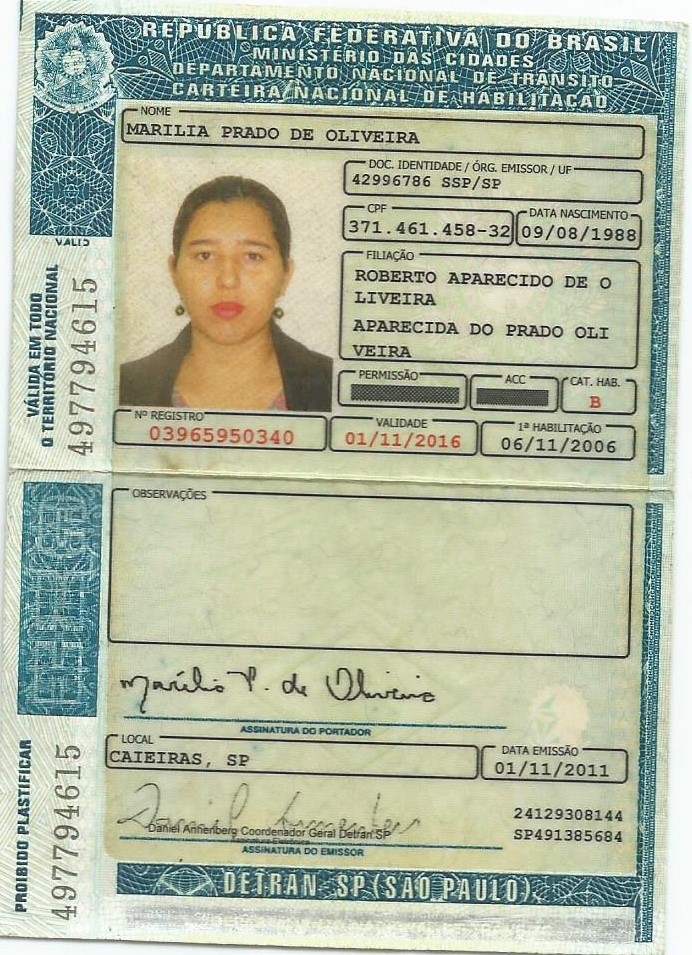 REPÚBLICA FEDERATIVA DO BRASIL
MINISTÉRIO DAS CIDADES
DEPARTAMENTO NACIONAL DE TRÂNSITO
CARTEIRA NACIONAL DE HABILITAÇÃO
NOME
MARILIA PRADO DE OLIVEIRA
DOC. IDENTIDADE / ÓRG. EMISSOR / UF
42996786 SSP/SP
CPF
371.461.458-32
DATA NASCIMENTO
09/08/1988
FILIAÇÃO
ROBERTO APARECIDO DE O
LIVEIRA
APARECIDA DO PRADO OLI
VEIRA
PERMISSÃO
ACC
CAT. HAB.
B
Nº REGISTRO
03965950340
VALIDADE
01/11/2016
1ª HABILITAÇÃO
06/11/2006
VÁLIDA EM TODO
O TERRITÓRIO NACIONAL
497794615
OBSERVAÇÕES
Marília P. de Oliveira
ASSINATURA DO PORTADOR
LOCAL
CAIEIRAS, SP
DATA EMISSÃO
01/11/2011
24129308144
SP491385684
Daniel Annenberg Coordenador Geral Detran SP
Assinatura Eletrônica
ASSINATURA DO EMISSOR
PROIBIDO PLASTIFICAR
497794615
DETRAN SP (SÃO PAULO)